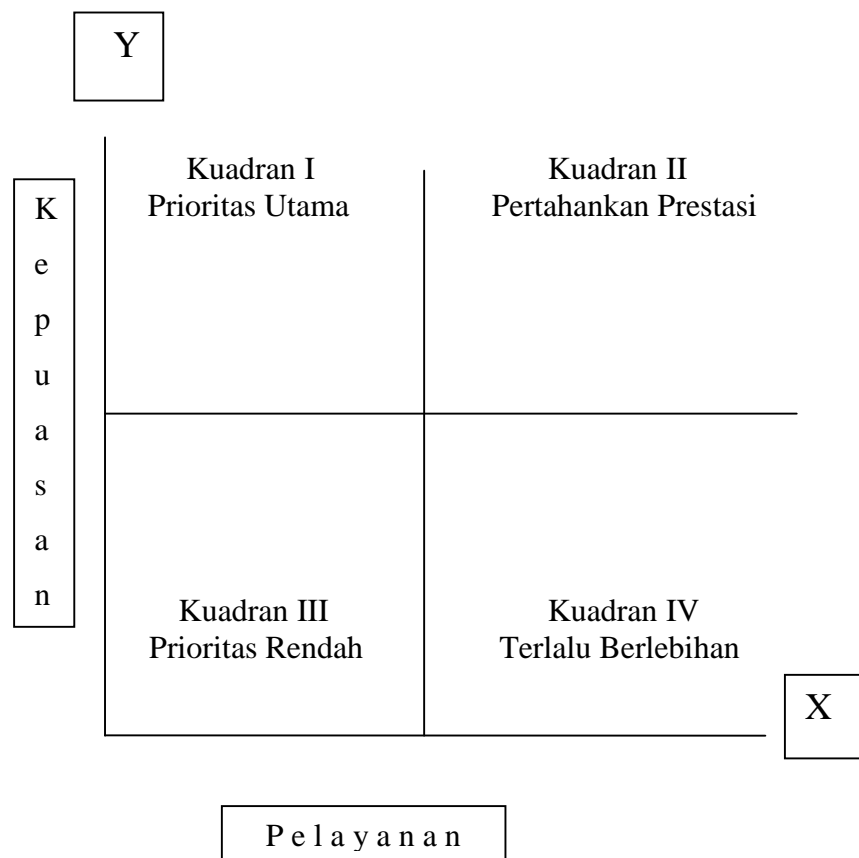 Y
Kuadran I
Prioritas Utama
Kuadran II
Pertahankan Prestasi
K
e
p
u
a
s
a
n
Kuadran III
Prioritas Rendah
Kuadran IV
Terlalu Berlebihan
X
P e l a y a n a n